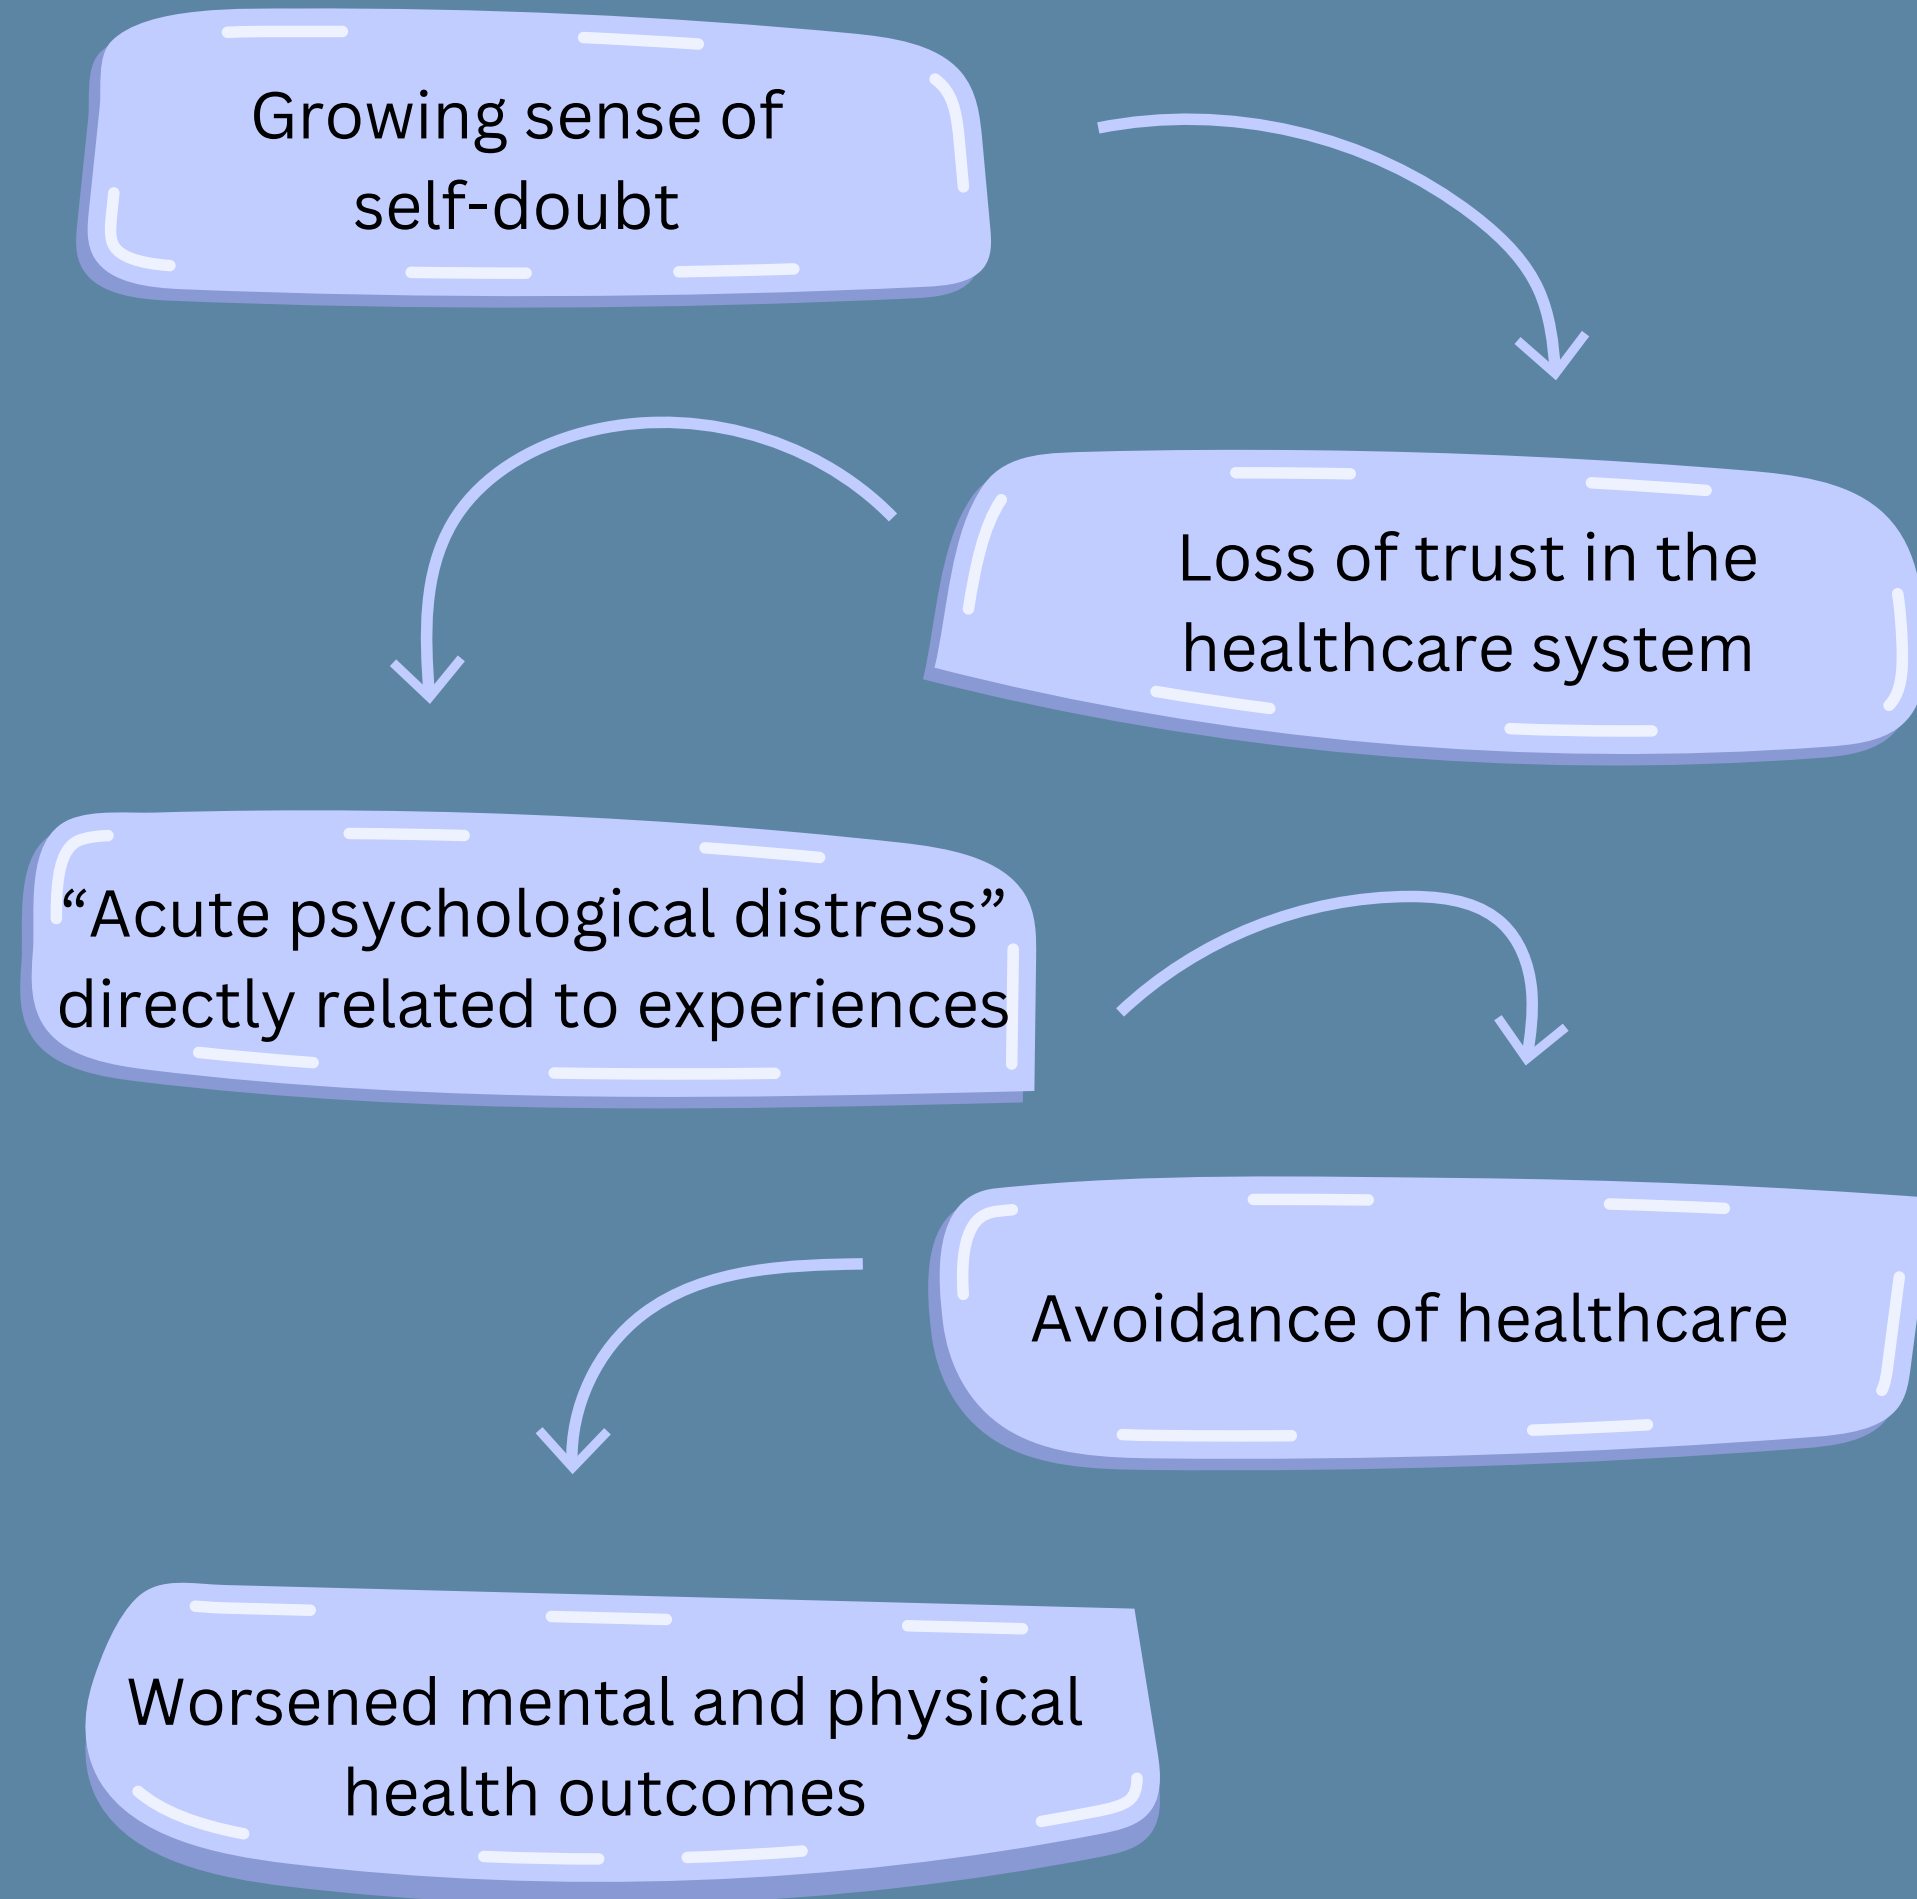 Growing sense of
self-doubt
Loss of trust in the
healthcare system
“Acute psychological distress”
directly related to experiences
Avoidance of healthcare
Worsened mental and physical
health outcomes